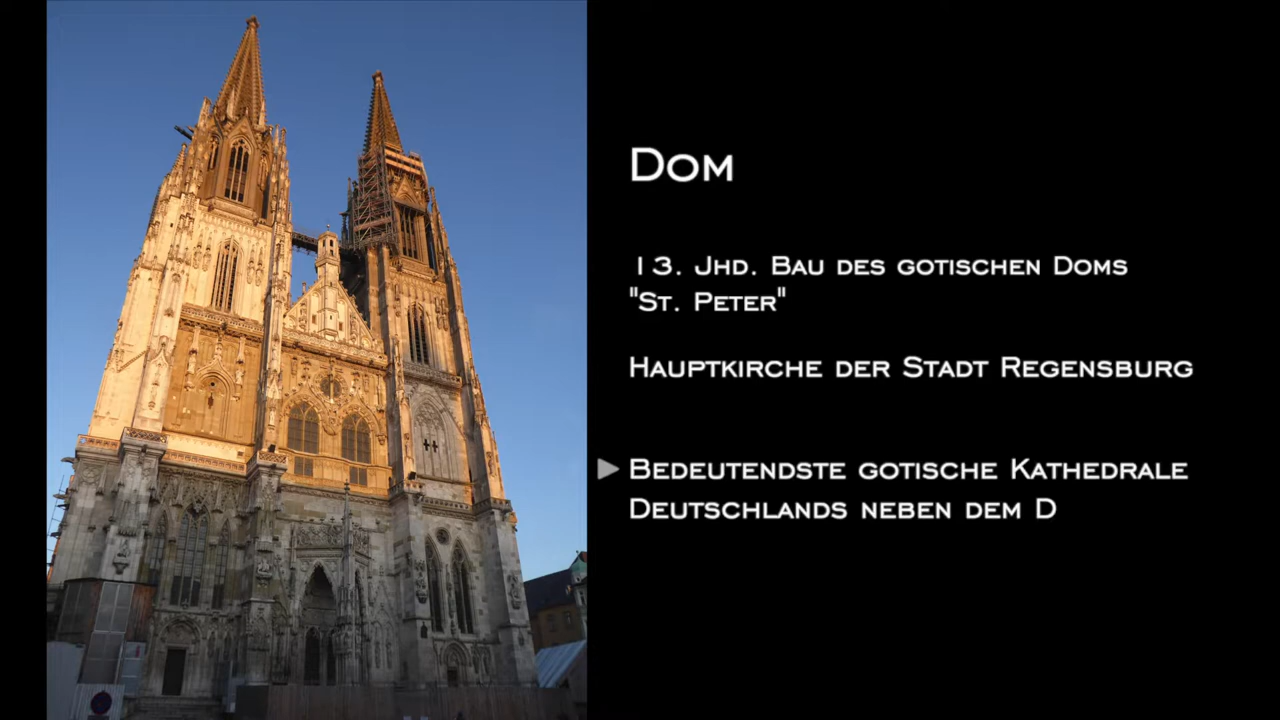 Dom
13. Jhd. Bau des gotischen Doms
"St. Peter"
Hauptkirche der Stadt Regensburg
Bedeutendste gotische Kathedrale
Deutschlands neben dem D